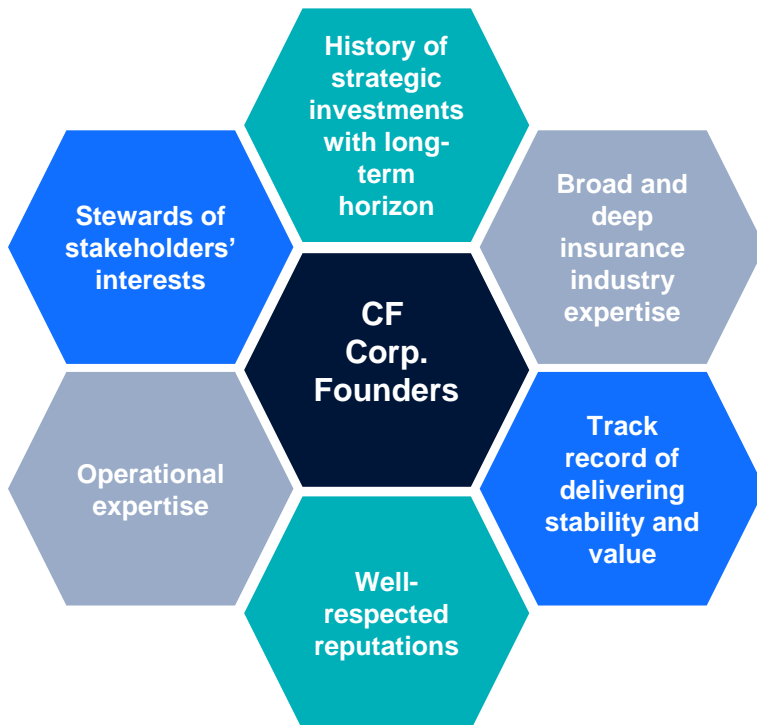 History of
strategic
investments
with long-
term
horizon
Stewards of
stakeholders’
interests
Broad and
deep
insurance
industry
expertise
CF
Corp.
Founders
Operational
expertise
Track
record of
delivering
stability and
value
Well-
respected
reputations